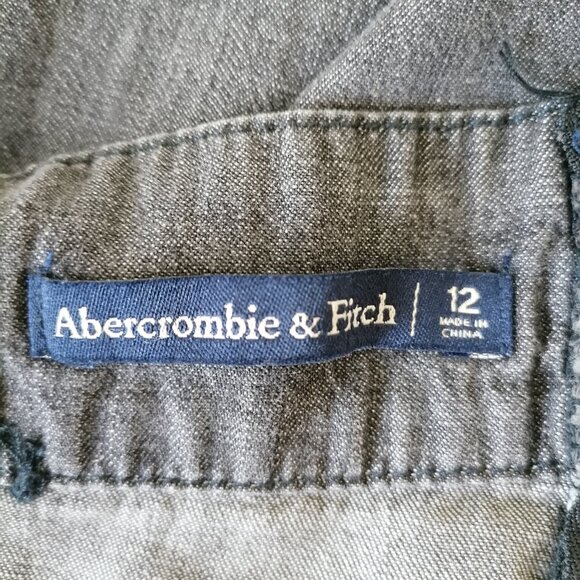 Abercrombie & Fitch | 12
MADE IN
CHINA